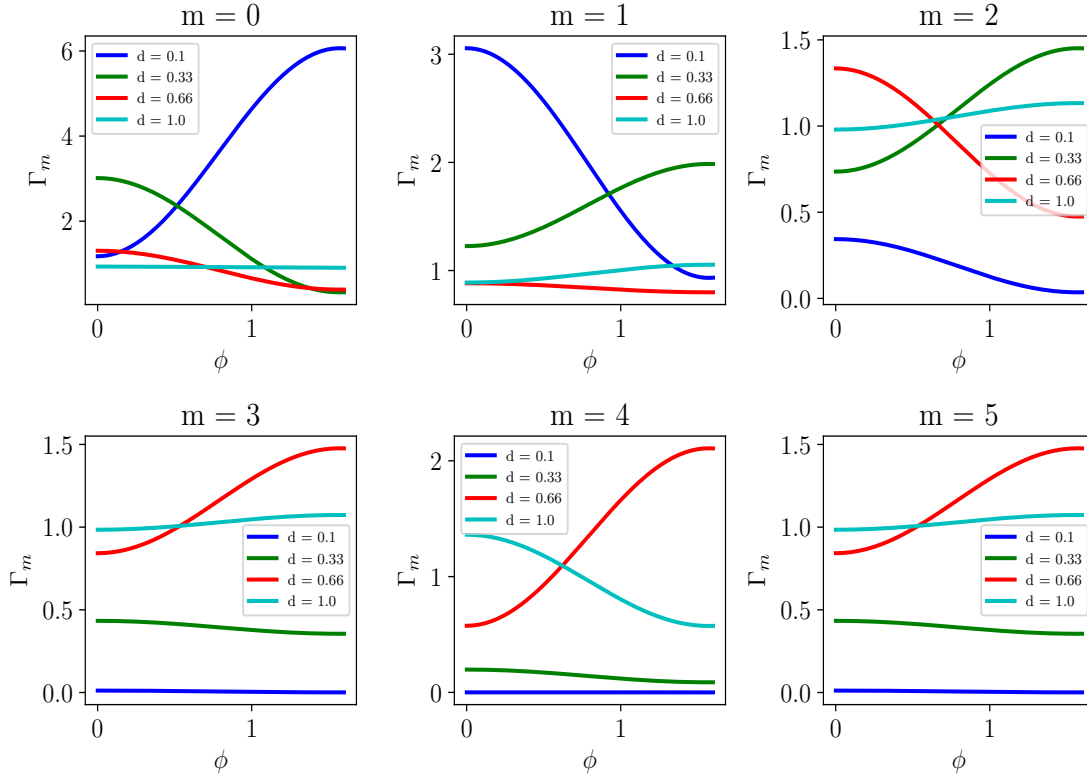 m = 0
6
4
2
Γm
d = 0.1
d = 0.33
d = 0.66
d = 1.0
0
1
ϕ
m = 1
3
2
1
Γm
d = 0.1
d = 0.33
d = 0.66
d = 1.0
0
1
ϕ
m = 2
1.5
1.0
0.5
0.0
Γm
d = 0.1
d = 0.33
d = 0.66
d = 1.0
0
1
ϕ
m = 3
1.5
1.0
0.5
0.0
Γm
d = 0.1
d = 0.33
d = 0.66
d = 1.0
0
1
ϕ
m = 4
2
1
0
Γm
d = 0.1
d = 0.33
d = 0.66
d = 1.0
0
1
ϕ
m = 5
1.5
1.0
0.5
0.0
Γm
d = 0.1
d = 0.33
d = 0.66
d = 1.0
0
1
ϕ